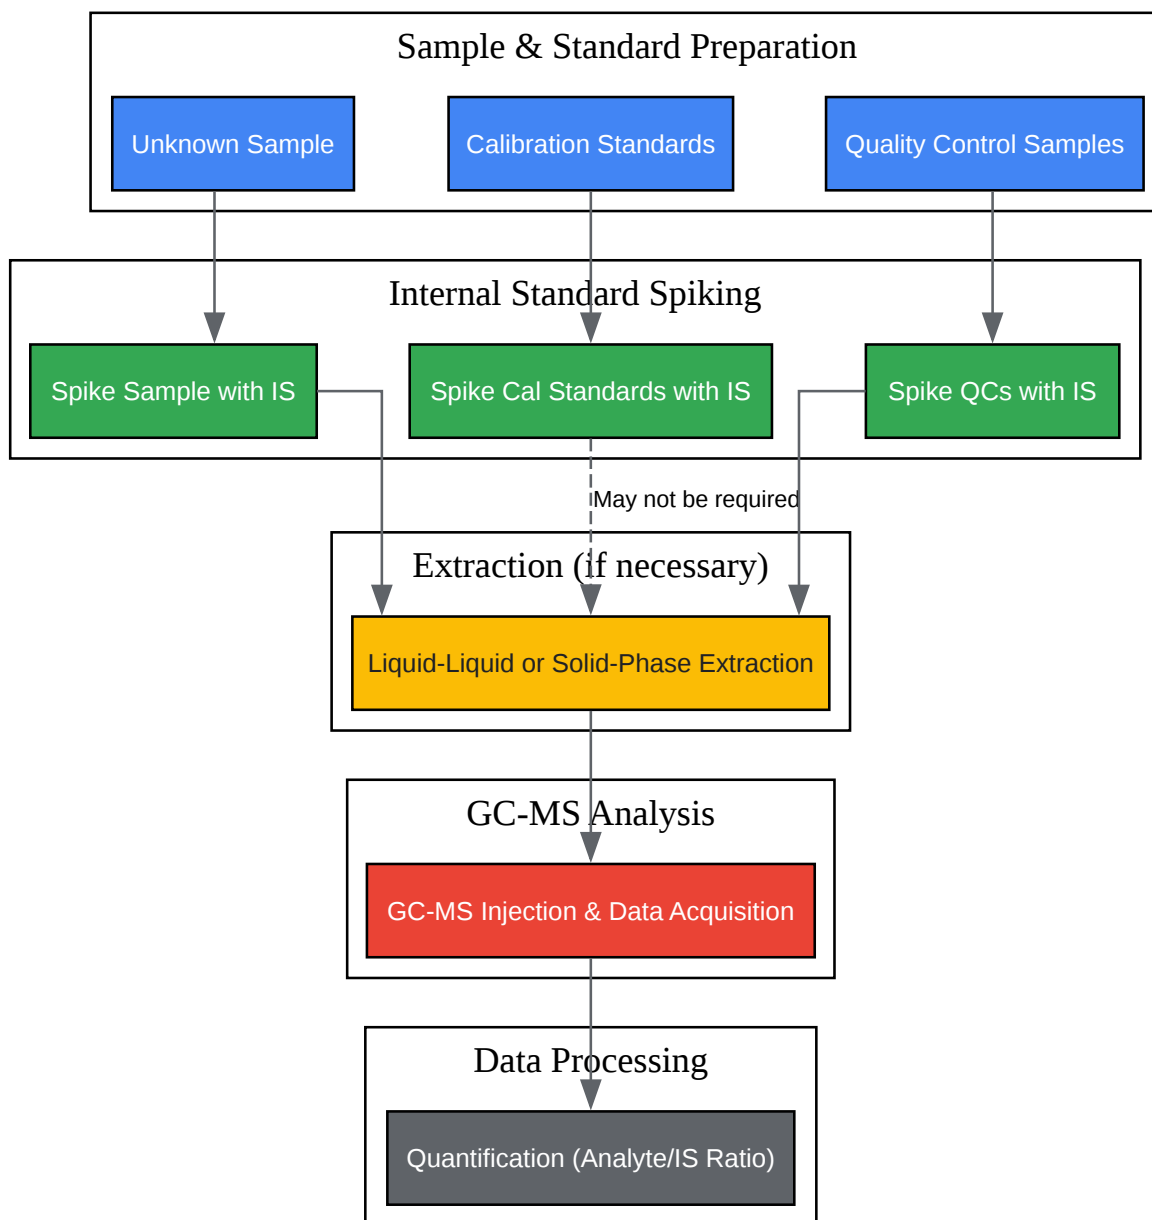 Sample & Standard Preparation
Unknown Sample
Calibration Standards
Quality Control Samples
Internal Standard Spiking
Spike Sample with IS
Spike Cal Standards with IS
Spike QCs with IS
May not be required
Extraction (if necessary)
Liquid-Liquid or Solid-Phase Extraction
GC-MS Analysis
GC-MS Injection & Data Acquisition
Data Processing
Quantification (Analyte/IS Ratio)